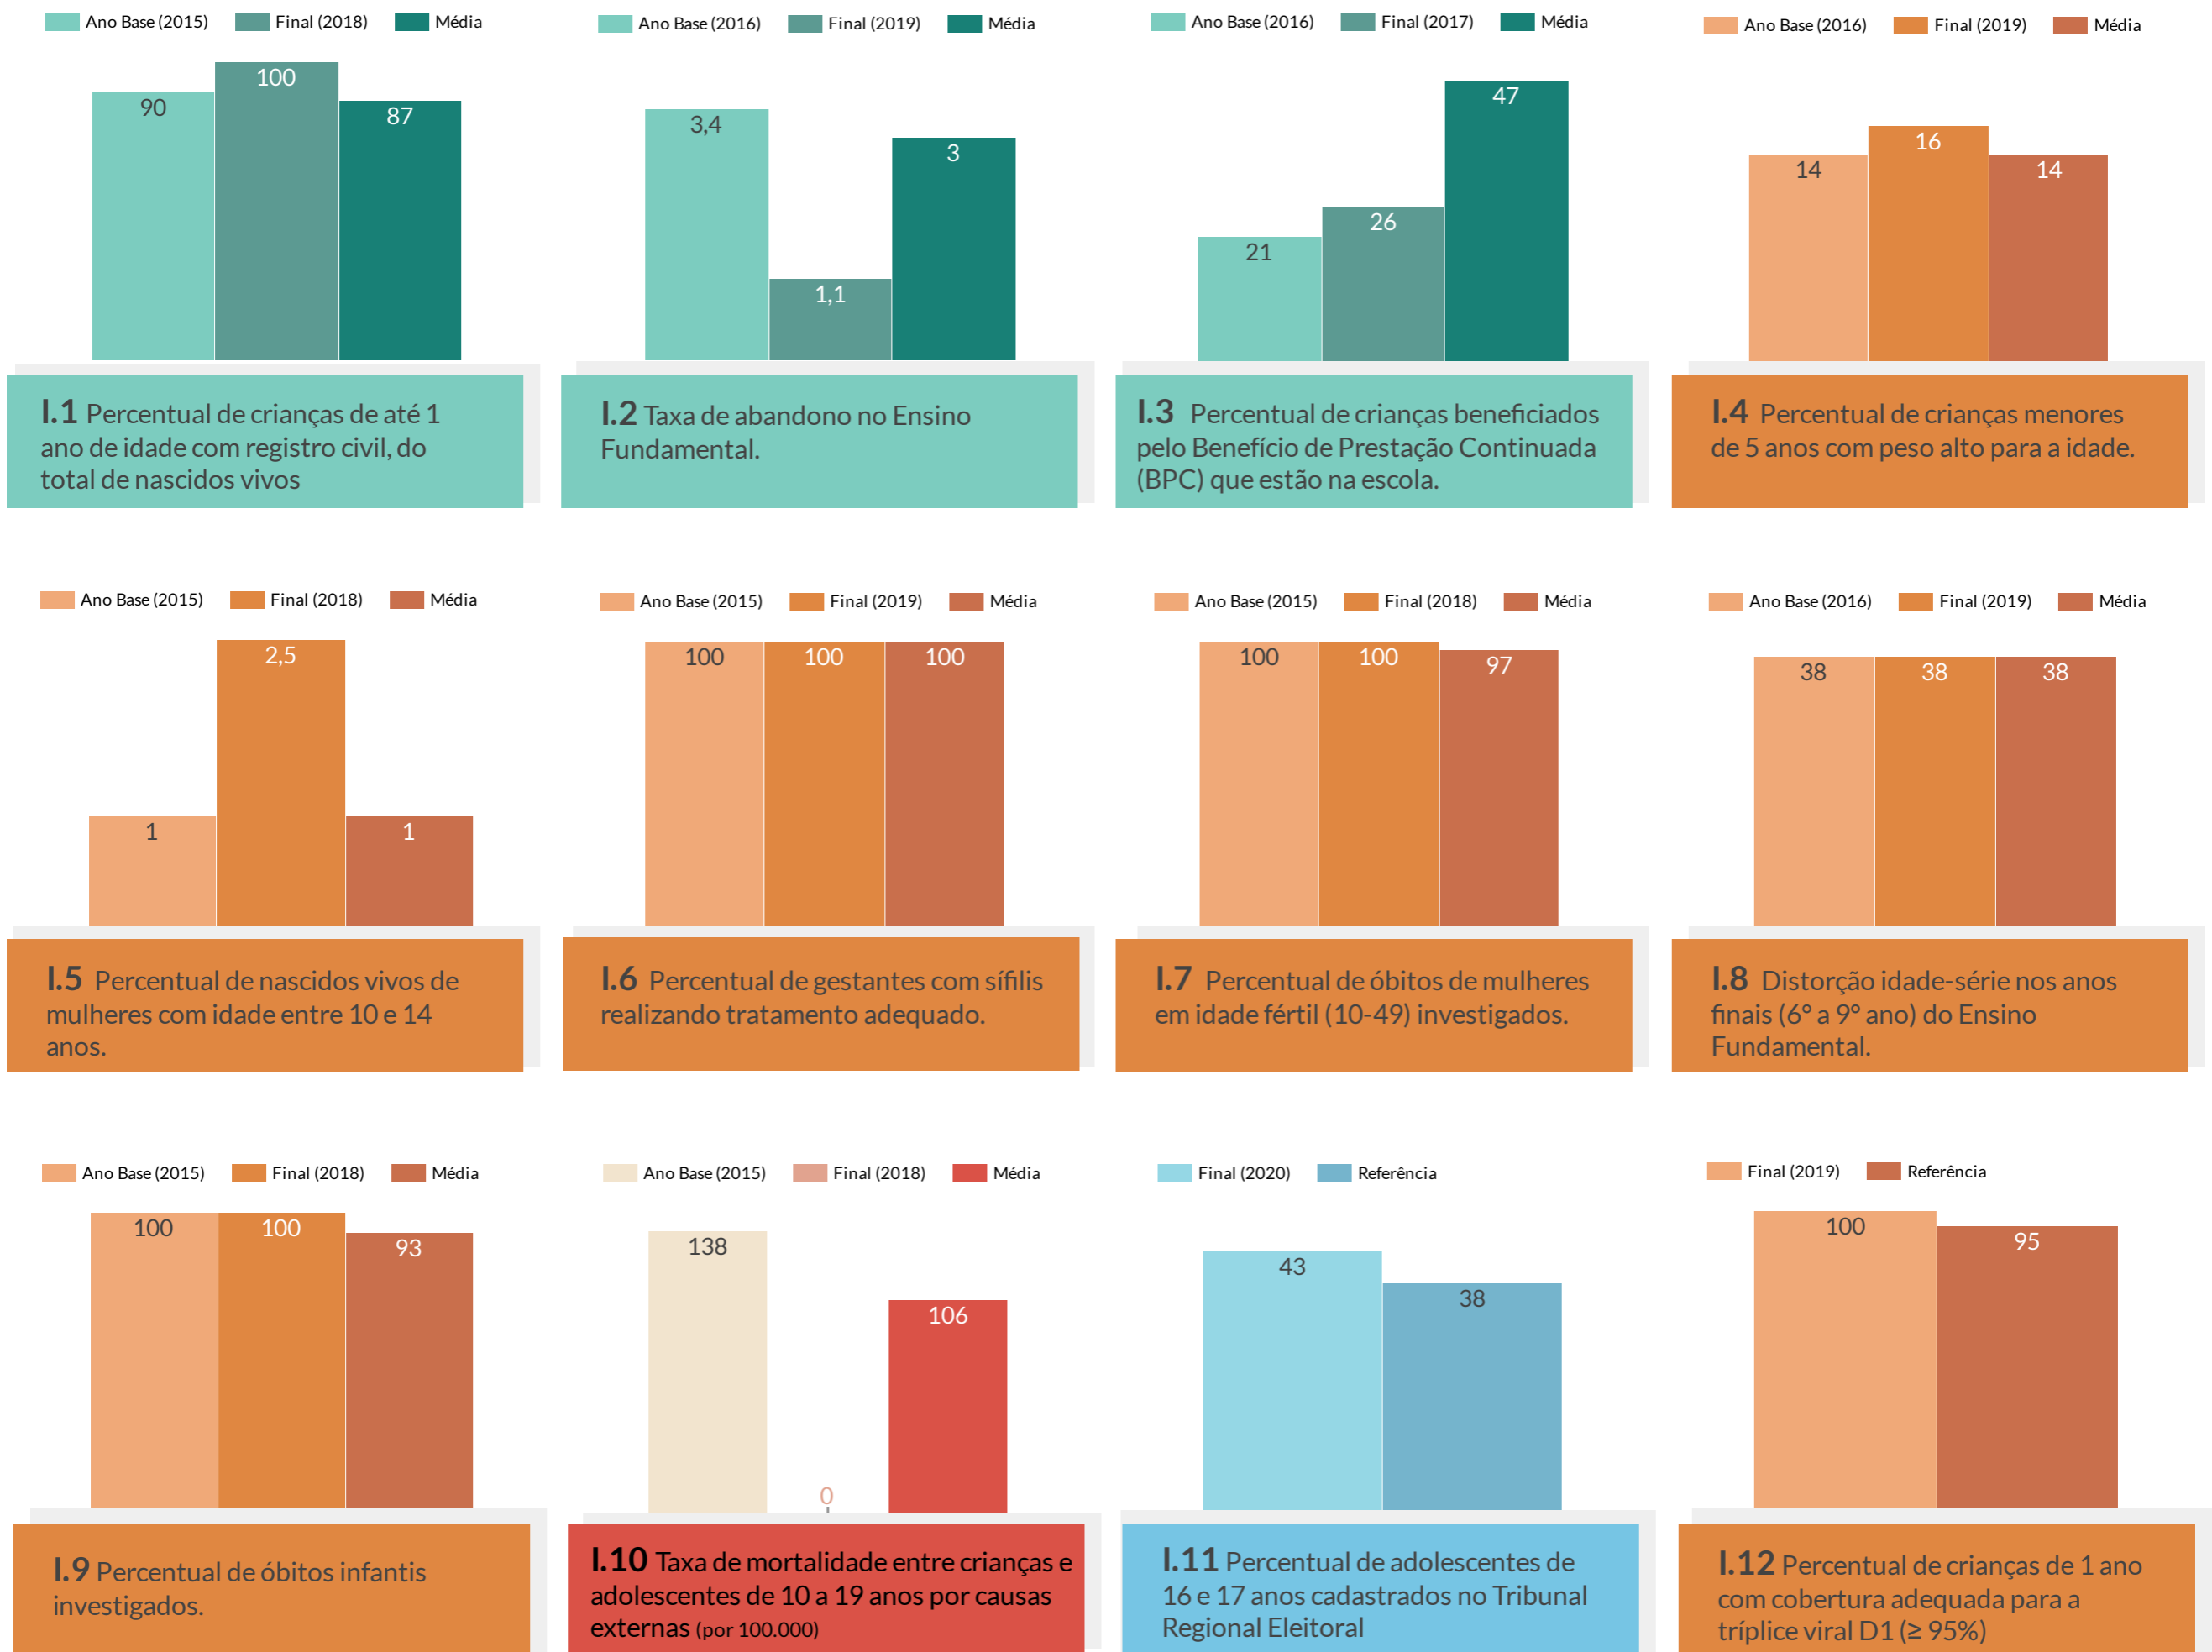 Ano Base (2015) Final (2018) Média
90
100
87
I.1 Percentual de crianças de até 1
ano de idade com registro civil, do
total de nascidos vivos
Ano Base (2016) Final (2019) Média
3,4
1,1
3
I.2 Taxa de abandono no Ensino
Fundamental.
Ano Base (2016) Final (2017) Média
21
26
47
I.3 Percentual de crianças beneficiados
pelo Benefício de Prestação Continuada
(BPC) que estão na escola.
Ano Base (2016) Final (2019) Média
14
16
14
I.4 Percentual de crianças menores
de 5 anos com peso alto para a idade.
Ano Base (2015) Final (2018) Média
1
2,5
1
I.5 Percentual de nascidos vivos de
mulheres com idade entre 10 e 14
anos.
Ano Base (2015) Final (2019) Média
100
100
100
I.6 Percentual de gestantes com sífilis
realizando tratamento adequado.
Ano Base (2015) Final (2018) Média
100
100
97
I.7 Percentual de óbitos de mulheres
em idade fértil (10-49) investigados.
Ano Base (2016) Final (2019) Média
38
38
38
I.8 Distorção idade-série nos anos
finais (6º a 9º ano) do Ensino
Fundamental.
Ano Base (2015) Final (2018) Média
100
100
93
I.9 Percentual de óbitos infantis
investigados.
Ano Base (2015) Final (2018) Média
138
0
106
I.10 Taxa de mortalidade entre crianças e
adolescentes de 10 a 19 anos por causas
externas (por 100.000)
Final (2020) Referência
43
38
I.11 Percentual de adolescentes de
16 e 17 anos cadastrados no Tribunal
Regional Eleitoral
Final (2019) Referência
100
95
I.12 Percentual de crianças de 1 ano
com cobertura adequada para a
tríplice viral D1 (≥ 95%)